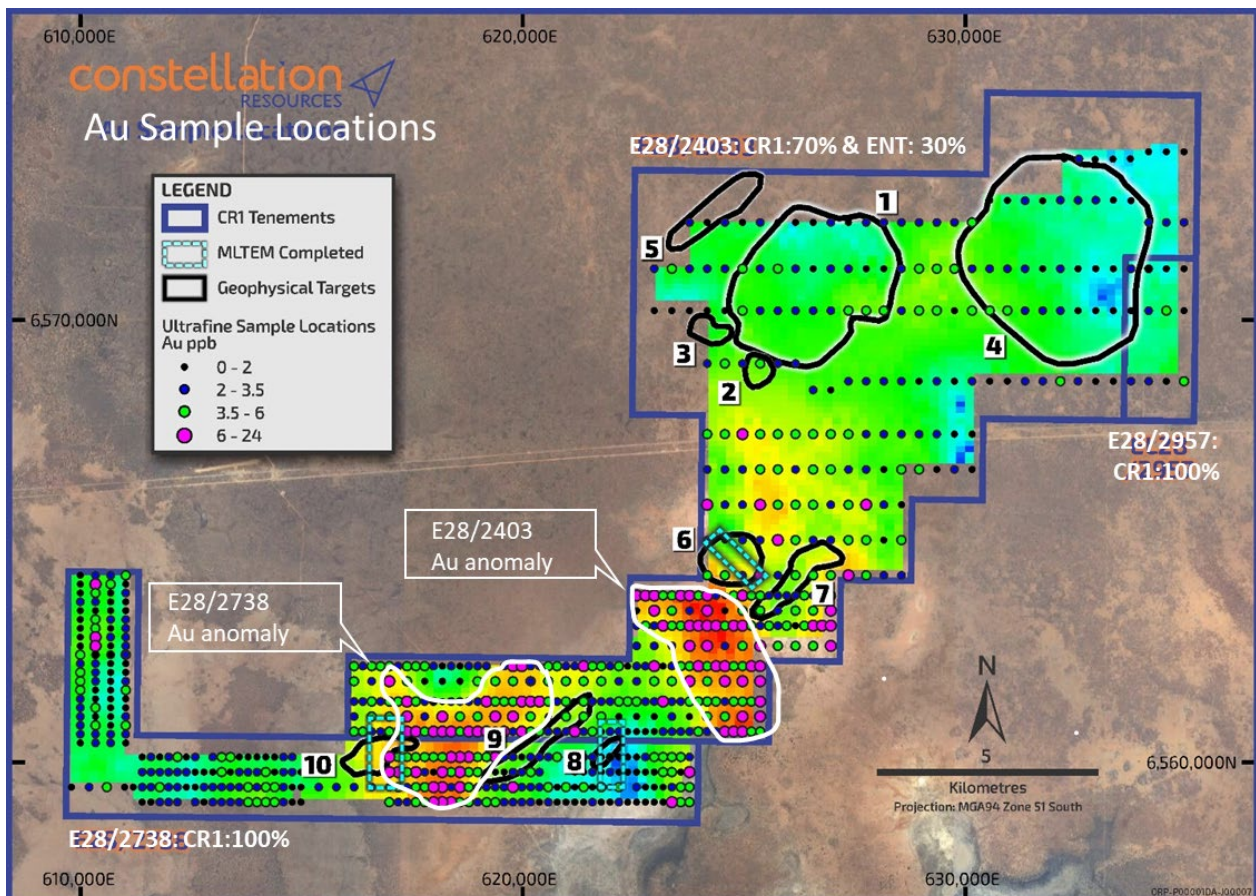 610,000E
620,000E
630,000E
constellation
RESOURCES
Au Sample Locations
Au Sample Locations
E28/2403: CR1:70% & ENT: 30%
LEGEND
CR1 Tenements
MLTEM Completed
Geophysical Targets
Ultrafine Sample Locations
Au ppb
0 - 2
2 - 3.5
3.5 - 6
6 - 24
1
5
6,570,000N
3
4
2
E28/2957:
CR1:100%
E28/2403
Au anomaly
6
7
E28/2738
Au anomaly
N
9
10
8
5
Kilometres
Projection: MGA94 Zone 51 South
6,560,000N
E28/2738: CR1:100%
610,000E
620,000E
630,000E